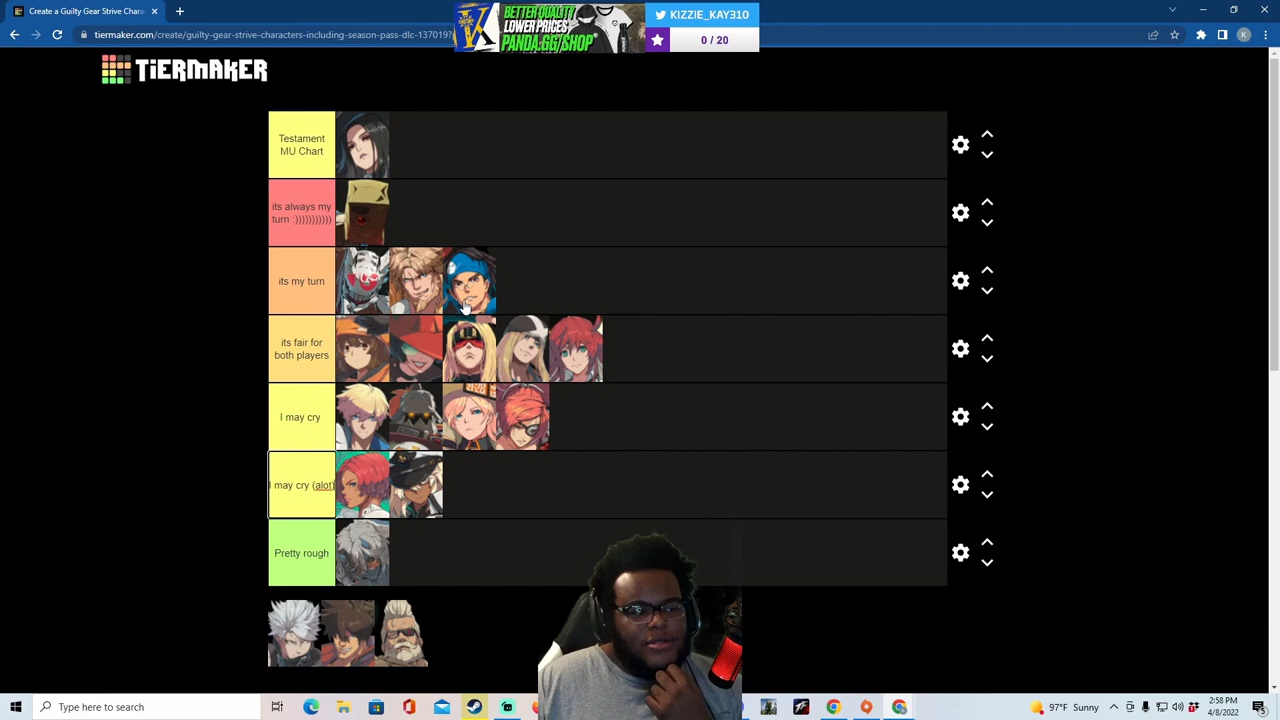 Create a Guilty Gear Strive Char
tiermaker.com/create/guilty-gear-strive-characters-including-season-pass-dlc-137019
BETTER QUALITY
LOWER PRICES
PANDA.GG/SHOP
KIZZIE_KAY310
0 / 20
K
TiERMAKER
Testament
MU Chart
its always my
turn :)))))))))))
its my turn
its fair for
both players
I may cry
I may cry (alot)
Pretty rough
Type here to search
97°F Sunny
2:58 PM
4/8/2022